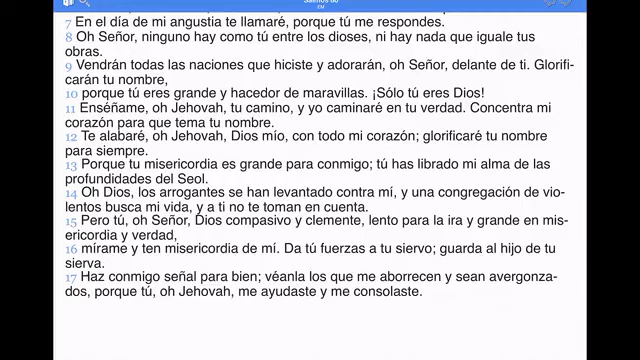 7 En el día de mi angustia te llamaré, porque tú me respondes.
8 Oh Señor, ninguno hay como tú entre los dioses, ni hay nada que iguale tus
obras.
9 Vendrán todas las naciones que hiciste y adorarán, oh Señor, delante de ti. Glorifi-
carán tu nombre,
10 porque tú eres grande y hacedor de maravillas. ¡Sólo tú eres Dios!
11 Enséñame, oh Jehovah, tu camino, y yo caminaré en tu verdad. Concentra mi
corazón para que tema tu nombre.
12 Te alabaré, oh Jehovah, Dios mío, con todo mi corazón; glorificaré tu nombre
para siempre.
13 Porque tu misericordia es grande para conmigo; tú has librado mi alma de las
profundidades del Seol.
14 Oh Dios, los arrogantes se han levantado contra mí, y una congregación de vio-
lentos busca mi vida, y a ti no te toman en cuenta.
15 Pero tú, oh Señor, Dios compasivo y clemente, lento para la ira y grande en mis-
ericordia y verdad,
16 mírame y ten misericordia de mí. Da tú fuerzas a tu siervo; guarda al hijo de tu
sierva.
17 Haz conmigo señal para bien; véanla los que me aborrecen y sean avergonza-
dos, porque tú, oh Jehovah, me ayudaste y me consolaste.